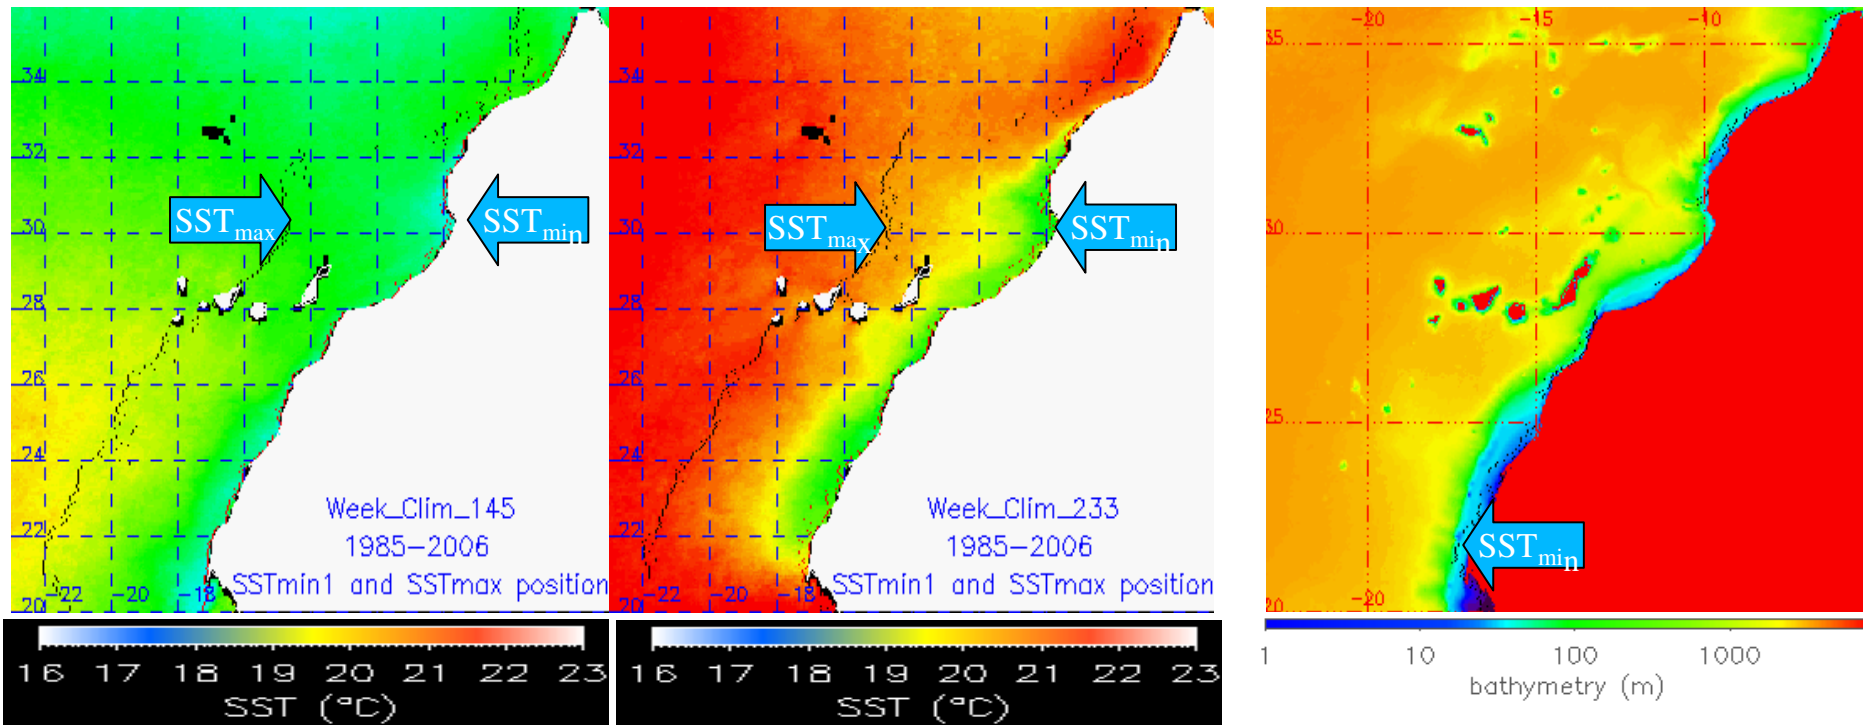 34
32
30
28
26
24
22
20
-22
-20
-18
SSTmax
SSTmin
Week_Clim_145
1985-2006
SSTmin1 and SSTmax position
16 17 18 19 20 21 22 23
SST (ºC)
34
32
30
28
26
24
22
20
-22
-20
-18
SSTmax
SSTmin
Week_Clim_233
1985-2006
SSTmin1 and SSTmax position
16 17 18 19 20 21 22 23
SST (ºC)
-20 -15 -10
35
30
25
20
-20
SSTmin
1 10 100 1000
bathymetry (m)